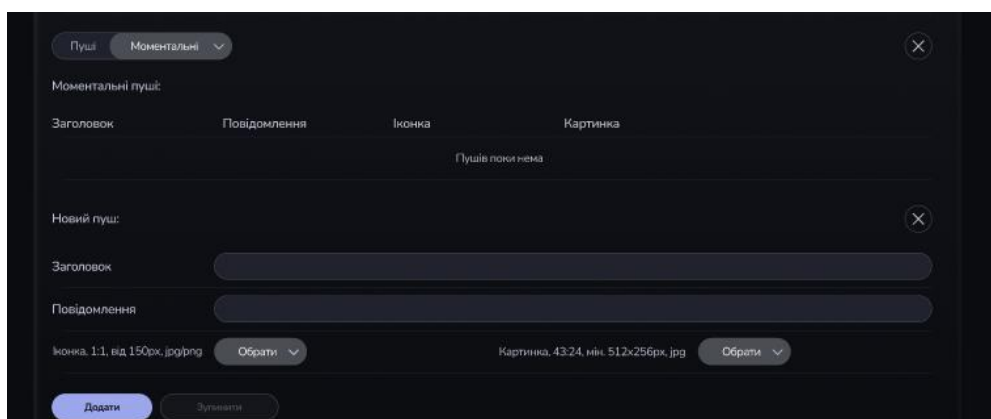 Пуші Моментальні
Моментальні пуші:
Заголовок Повідомлення Іконка Картинка
Пушів поки нема
Новий пуш:
Заголовок
Повідомлення
Іконка, 1:1, від 150px, jpg/png Обрати Картинка, 43:24, мін. 512x256px, jpg Обрати
Додати Зупинити